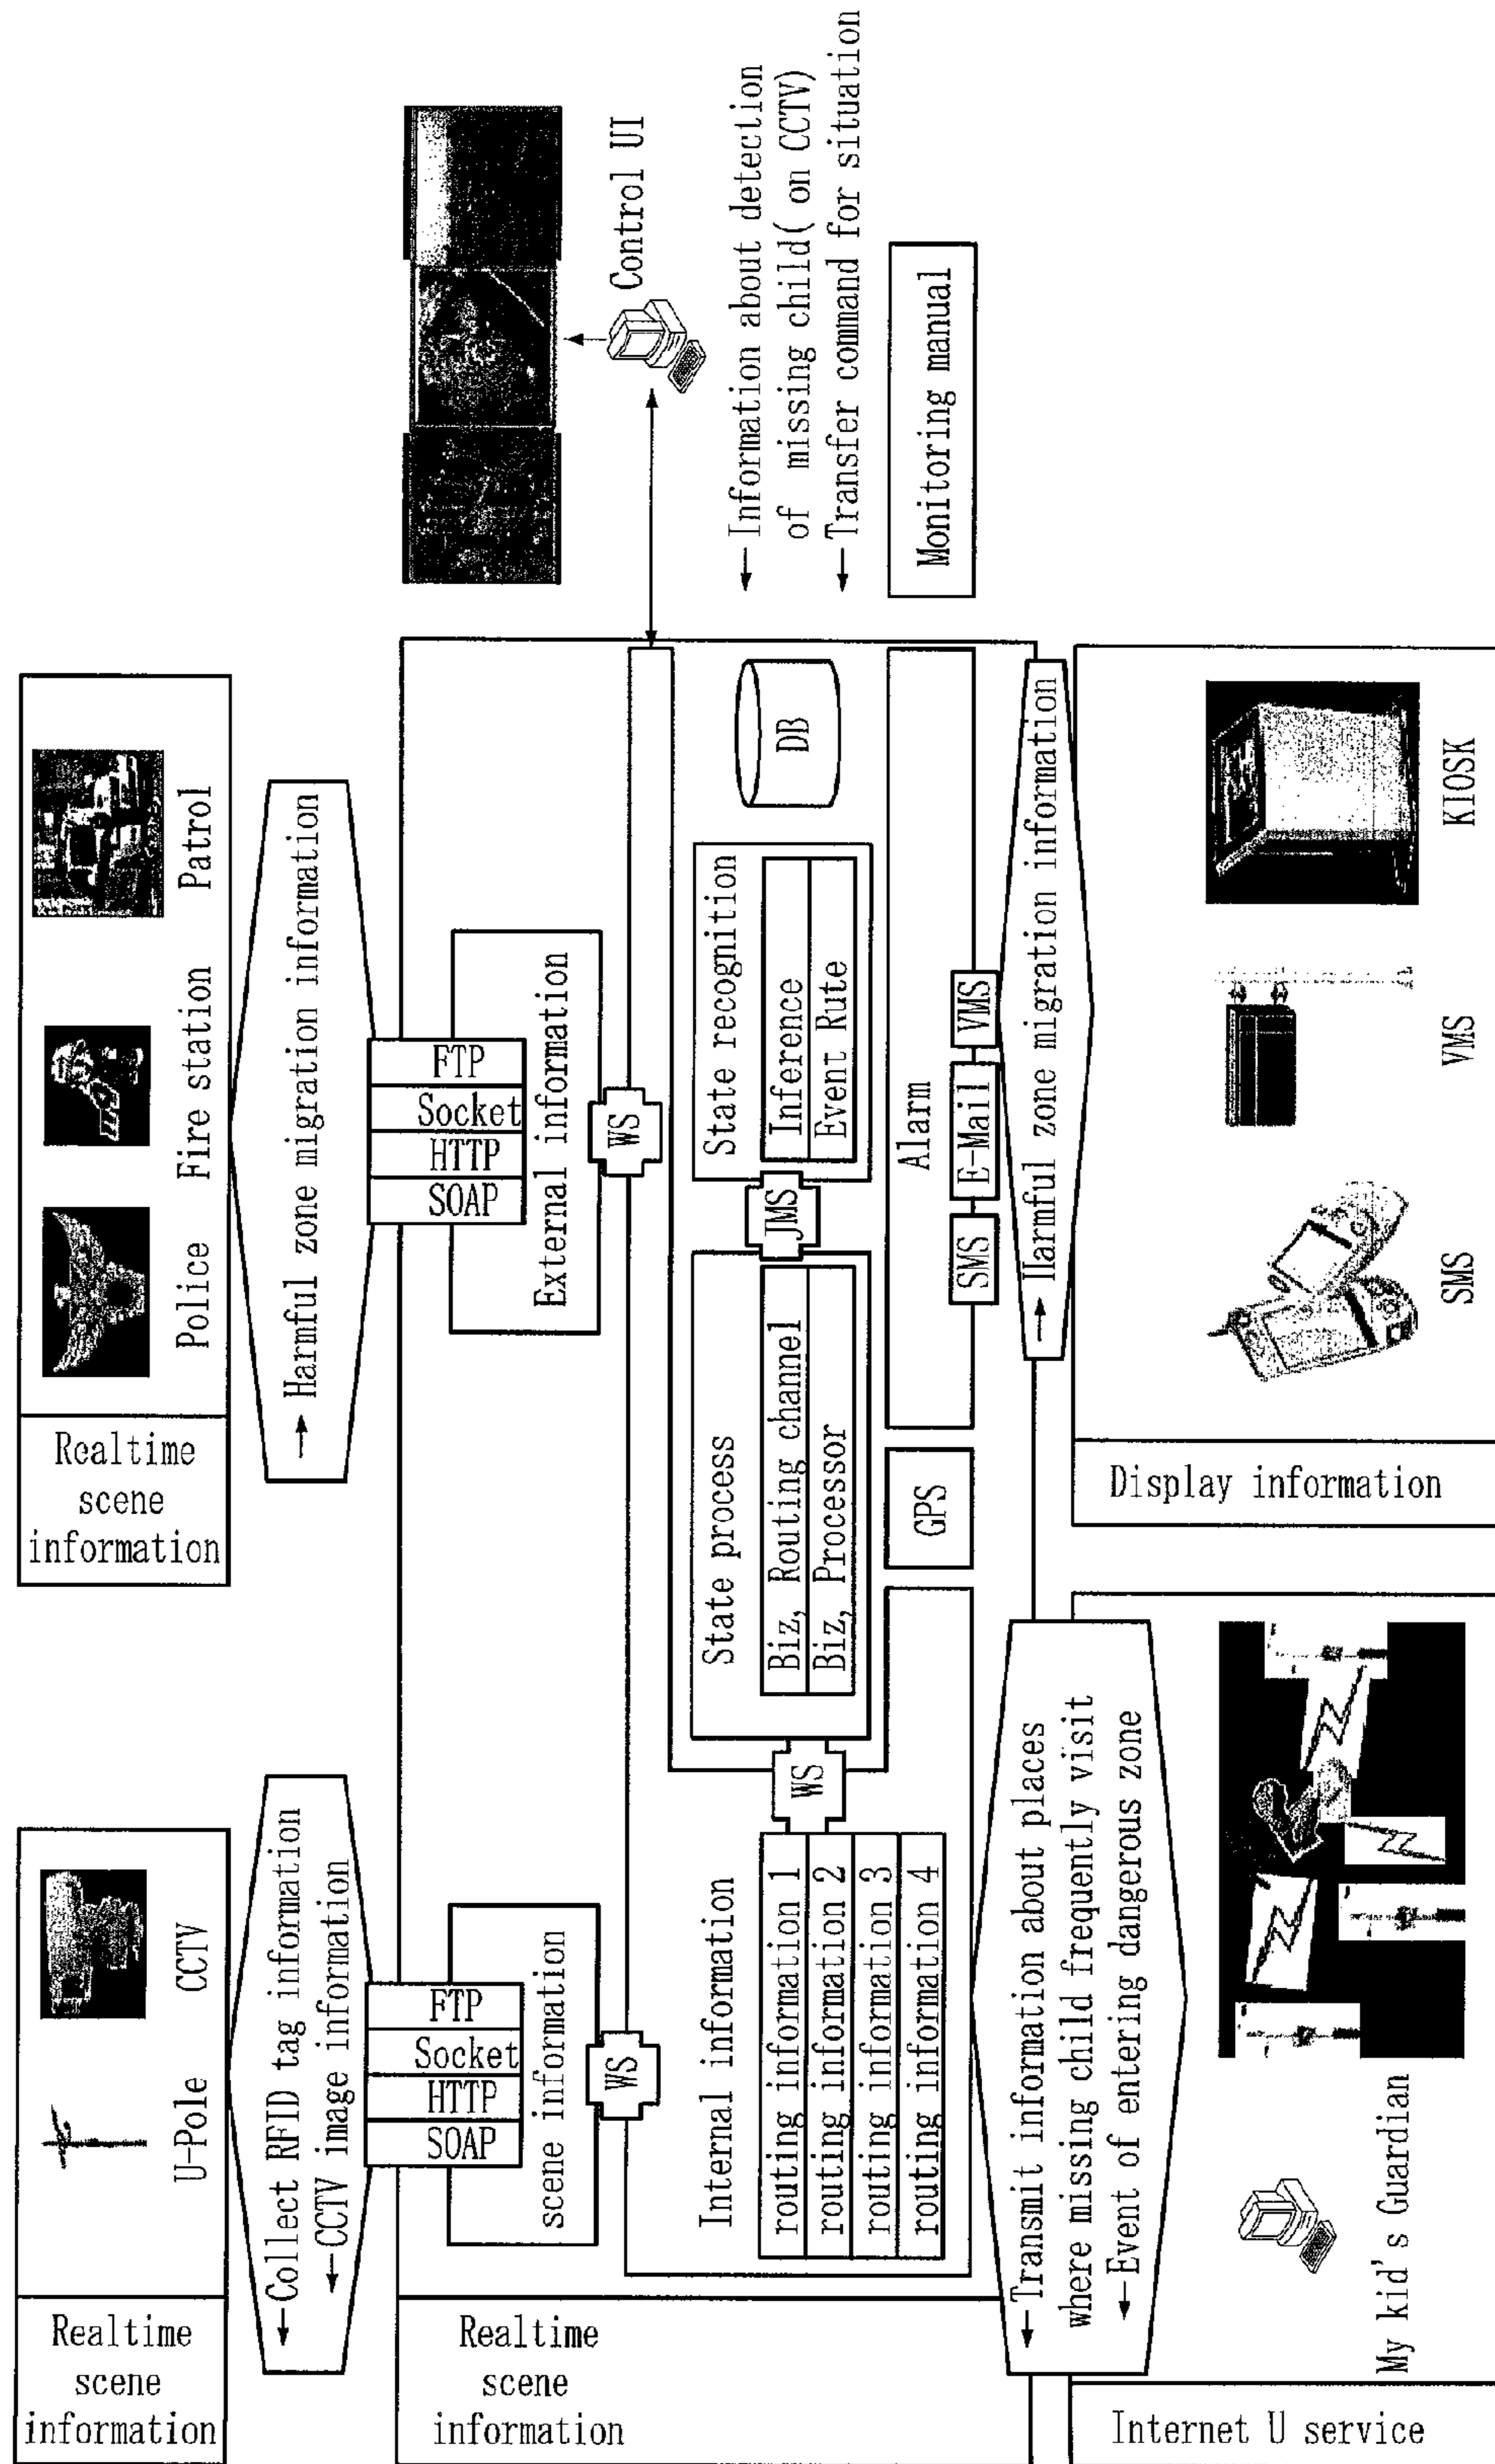 Realtime
scene
information
U-Pole
CCTV
Realtime
scene
information
Police
Fire station
Patrol
Collect RFID tag information
CCTV image information
Harmful zone migration information
Realtime
scene
information
SOAP
HTTP
Socket
FTP
scene information
WS
SOAP
HTTP
Socket
FTP
External information
WS
Control UI
Internal information
routing information 1
routing information 2
routing information 3
routing information 4
WS
State process
Biz, Routing channel
Biz, Processor
JMS
State recognition
Inference
Event Rute
DB
Information about detection
of missing child( on CCTV)
Transfer command for situation
GPS
Alarm
SMS
E-Mail
VMS
Monitoring manual
Transmit information about places
where missing child frequently visit
Event of entering dangerous zone
Harmful zone migration information
Internet U service
My kid's Guardian
Display information
SMS
VMS
KIOSK